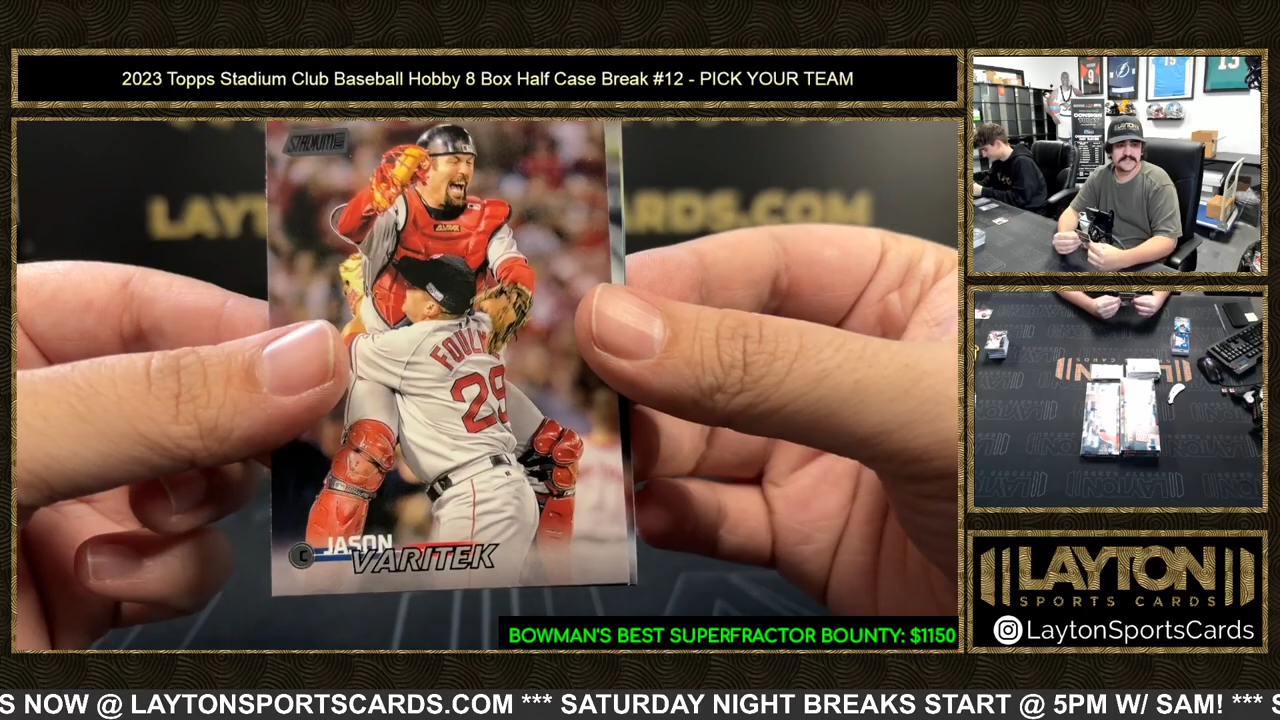 2023 Topps Stadium Club Baseball Hobby 8 Box Half Case Break #12 - PICK YOUR TEAM
STADIUM
FOUL
29
C
JASON
VARITEK
BOWMAN'S BEST SUPERFRACTOR BOUNTY: $1150
LAYTON
SPORTS CARDS
LaytonSportsCards
S NOW @ LAYTONSPORTSCARDS.COM *** SATURDAY NIGHT BREAKS START @ 5PM W/ SAM! *** S